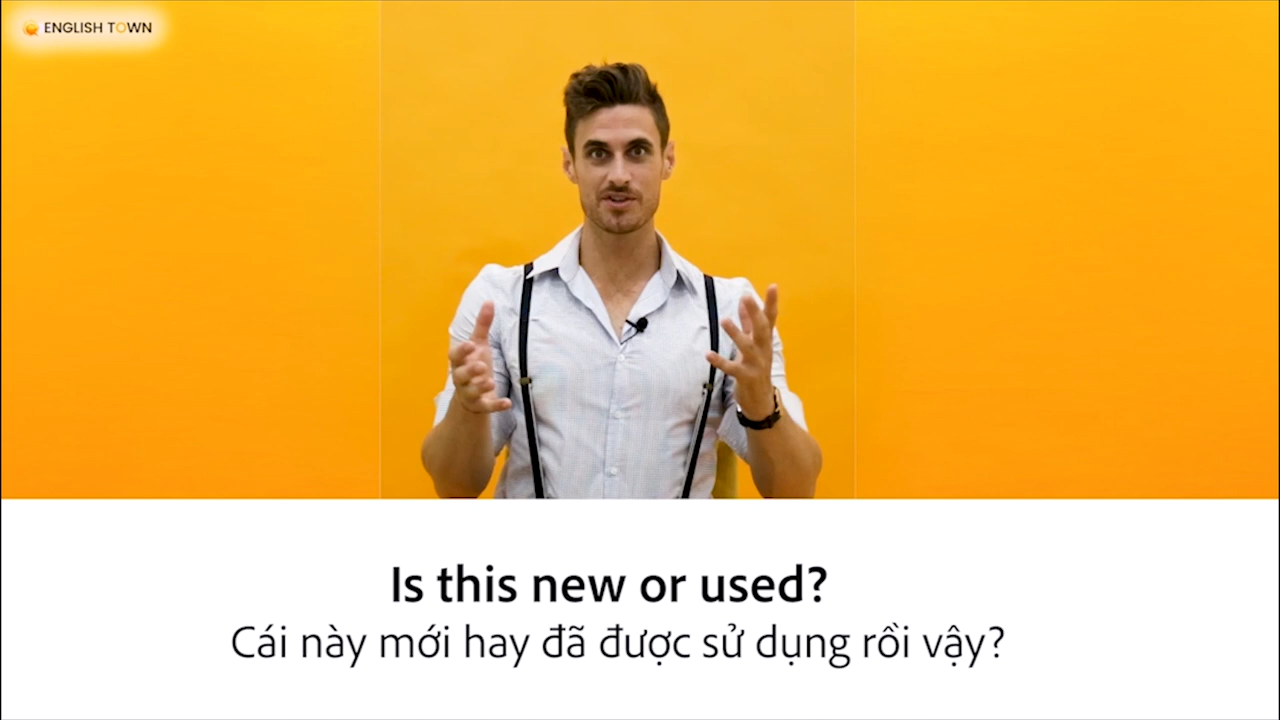 ENGLISH TOWN
Is this new or used?
Cái này mới hay đã được sử dụng rồi vậy?